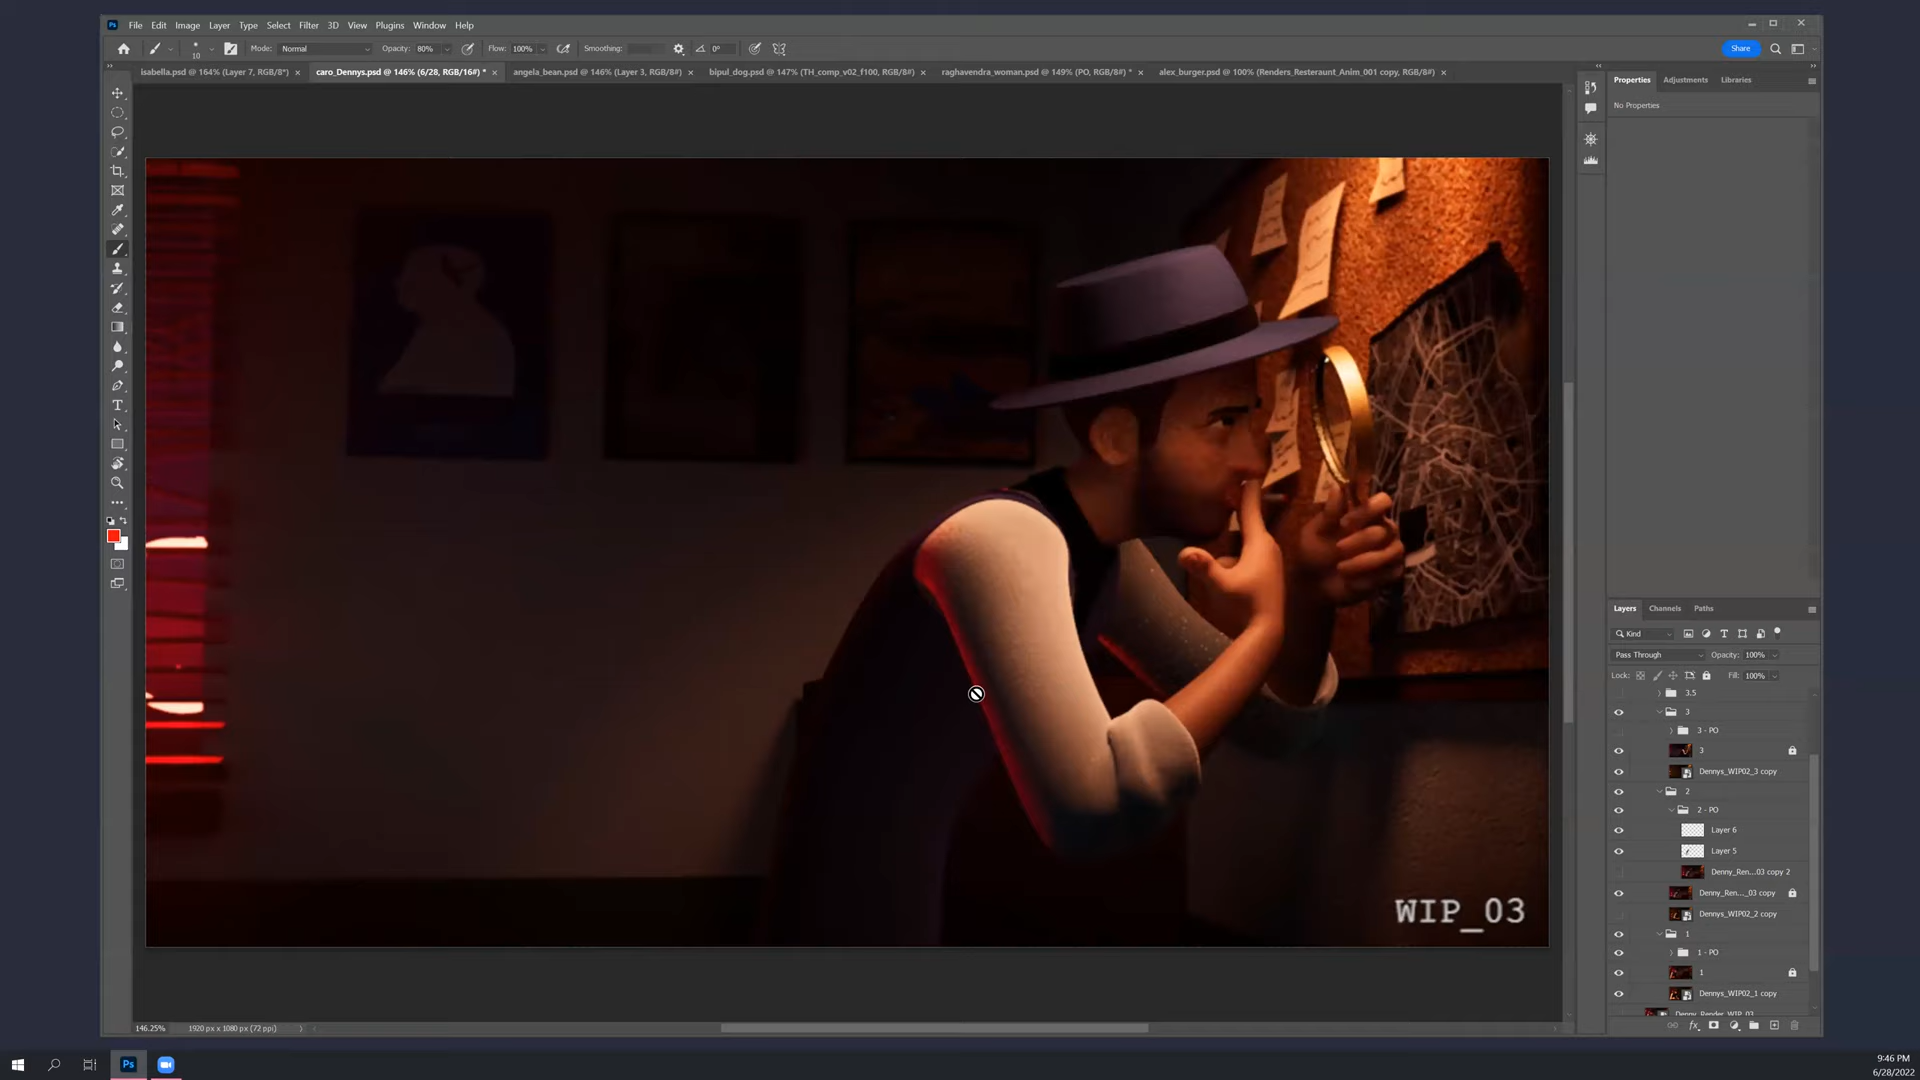 Ps File Edit Image Layer Type Select Filter 3D View Plugins Window Help
10 Mode: Normal Opacity: 80% Flow: 100% Smoothing: 0° Share
isabella.psd @ 164% (Layer 7, RGB/8*) caro_Dennys.psd @ 146% (6/28, RGB/16#) * angela_bean.psd @ 146% (Layer 3, RGB/8#) bipul_dog.psd @ 147% (TH_comp_v02_f100, RGB/8#) raghavendra_woman.psd @ 149% (PO, RGB/8#) * alex_burger.psd @ 100% (Renders_Resteraunt_Anim_001 copy, RGB/8#)
Properties Adjustments Libraries
No Properties
Layers Channels Paths
Kind
Pass Through Opacity: 100%
Lock: Fill: 100%
3.5
3
3 - PO
3
Dennys_WIP02_3 copy
2
2 - PO
Layer 6
Layer 5
Denny_Ren...03 copy 2
Denny_Ren..._03 copy
Dennys_WIP02_2 copy
1
1 - PO
1
Dennys_WIP02_1 copy
Denny_Render_WIP_03
WIP_03
146.25% 1920 px x 1080 px (72 ppi)
Ps
9:46 PM
6/28/2022